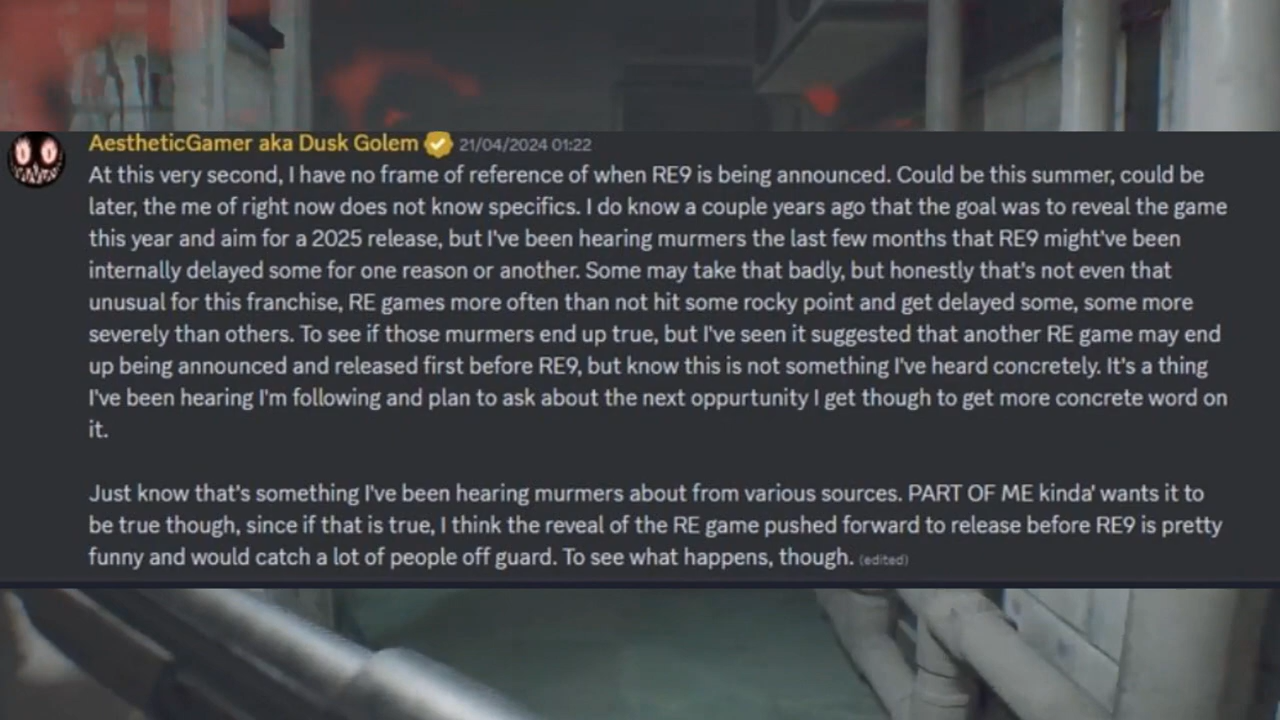 AestheticGamer aka Dusk Golem 21/04/2024 01:22
At this very second, I have no frame of reference of when RE9 is being announced. Could be this summer, could be
later, the me of right now does not know specifics. I do know a couple years ago that the goal was to reveal the game
this year and aim for a 2025 release, but I've been hearing murmers the last few months that RE9 might've been
internally delayed some for one reason or another. Some may take that badly, but honestly that's not even that
unusual for this franchise, RE games more often than not hit some rocky point and get delayed some, some more
severely than others. To see if those murmers end up true, but I've seen it suggested that another RE game may end
up being announced and released first before RE9, but know this is not something I've heard concretely. It's a thing
I've been hearing I'm following and plan to ask about the next oppurtunity I get though to get more concrete word on
it.
Just know that's something I've been hearing murmers about from various sources. PART OF ME kinda' wants it to
be true though, since if that is true, I think the reveal of the RE game pushed forward to release before RE9 is pretty
funny and would catch a lot of people off guard. To see what happens, though. (edited)